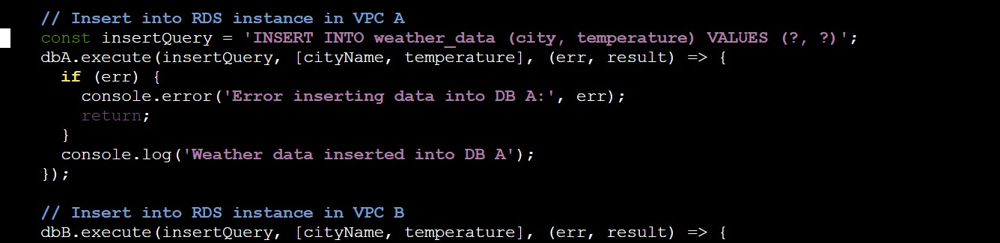 // Insert into RDS instance in VPC A
const insertQuery = 'INSERT INTO weather_data (city, temperature) VALUES (?, ?)';
dbA.execute(insertQuery, [cityName, temperature], (err, result) => {
  if (err) {
    console.error('Error inserting data into DB A:', err);
    return;
  }
  console.log('Weather data inserted into DB A');
});

// Insert into RDS instance in VPC B
dbB.execute(insertQuery, [cityName, temperature], (err, result) => {